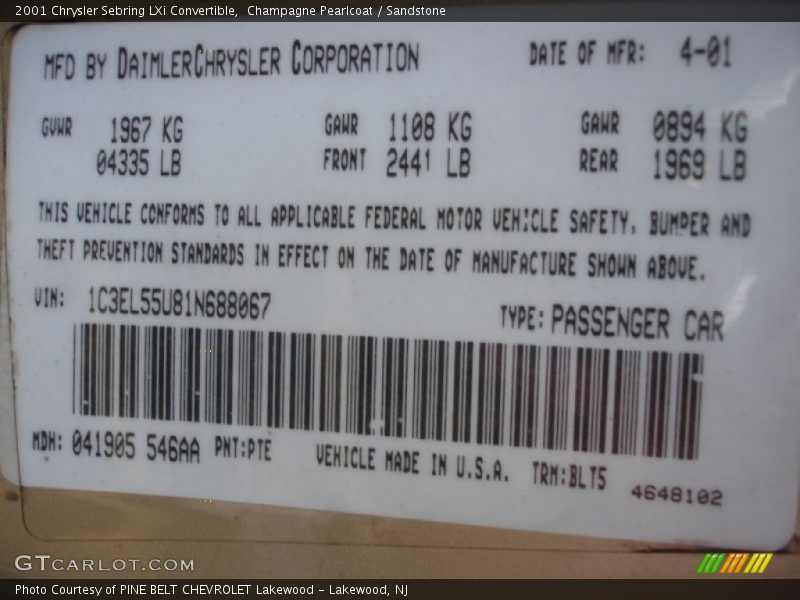 2001 Chrysler Sebring LXi Convertible, Champagne Pearlcoat / Sandstone
MFD BY DAIMLERCHRYSLER CORPORATION DATE OF MFR: 4-01
GVWR 1967 KG GAWR 1108 KG GAWR 0894 KG
04335 LB FRONT 2441 LB REAR 1969 LB
THIS VEHICLE CONFORMS TO ALL APPLICABLE FEDERAL MOTOR VEHICLE SAFETY, BUMPER AND
THEFT PREVENTION STANDARDS IN EFFECT ON THE DATE OF MANUFACTURE SHOWN ABOVE.
VIN: 1C3EL55U81N688067 TYPE: PASSENGER CAR
MDH: 041905 546AA PNT:PTE VEHICLE MADE IN U.S.A. TRM:BLT5 4648102
GTCARLOT.COM
Photo Courtesy of PINE BELT CHEVROLET Lakewood - Lakewood, NJ